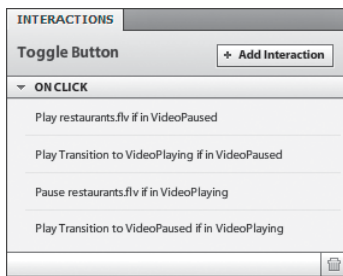 INTERACTIONS
Toggle Button
+ Add Interaction
ON CLICK
Play restaurants.flv if in VideoPaused
Play Transition to VideoPlaying if in VideoPaused
Pause restaurants.flv if in VideoPlaying
Play Transition to VideoPaused if in VideoPlaying